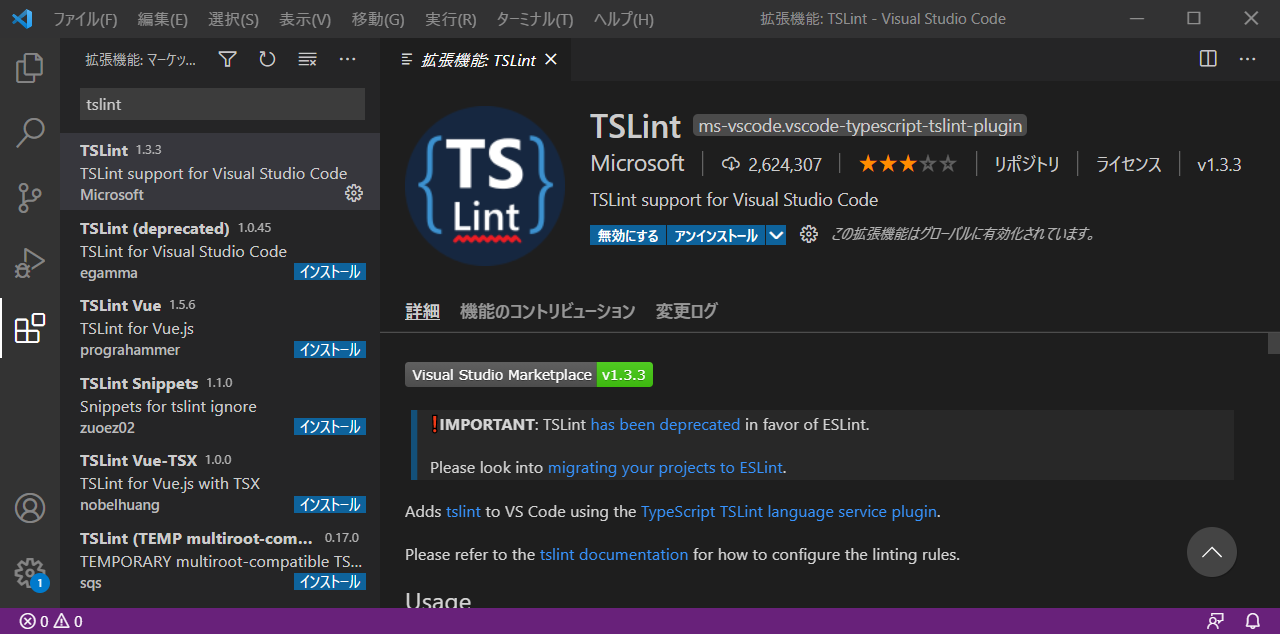 ファイル(F) 編集(E) 選択(S) 表示(V) 移動(G) 実行(R) ターミナル(T) ヘルプ(H) 拡張機能: TSLint - Visual Studio Code
拡張機能: マーケッ...
拡張機能: TSLint
tslint
TSLint 1.3.3
TSLint support for Visual Studio Code
Microsoft
TSLint (deprecated) 1.0.45
TSLint for Visual Studio Code
egamma インストール
TSLint Vue 1.5.6
TSLint for Vue.js
prograhammer インストール
TSLint Snippets 1.1.0
Snippets for tslint ignore
zuoez02 インストール
TSLint Vue-TSX 1.0.0
TSLint for Vue.js with TSX
nobelhuang インストール
TSLint (TEMP multiroot-com... 0.17.0
TEMPORARY multiroot-compatible TS...
sqs インストール
1
{TS}
Lint
TSLint ms-vscode.vscode-typescript-tslint-plugin
Microsoft 2,624,307 リポジトリ ライセンス v1.3.3
TSLint support for Visual Studio Code
無効にする アンインストール この拡張機能はグローバルに有効化されています。
詳細 機能のコントリビューション 変更ログ
Visual Studio Marketplace v1.3.3
❗IMPORTANT: TSLint has been deprecated in favor of ESLint.
Please look into migrating your projects to ESLint.
Adds tslint to VS Code using the TypeScript TSLint language service plugin.
Please refer to the tslint documentation for how to configure the linting rules.
Usage
0 0